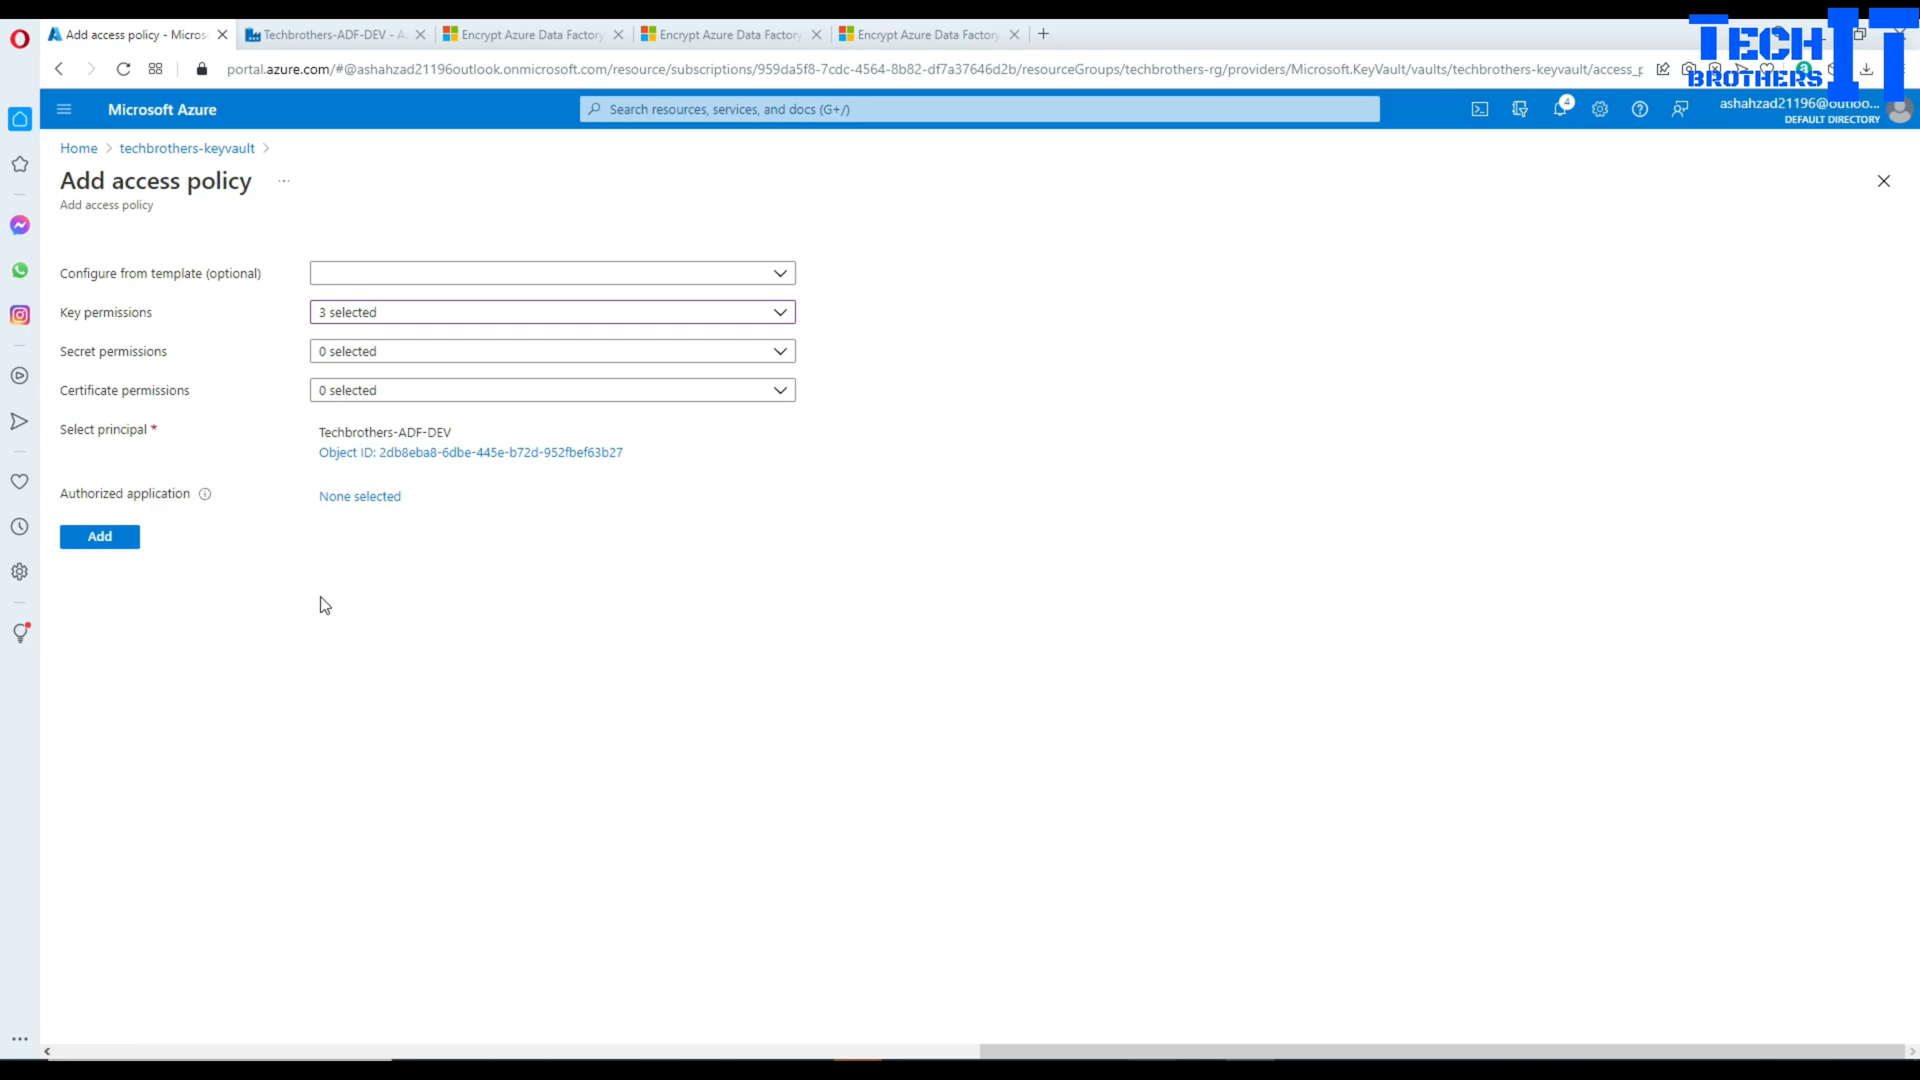 Add access policy - Micros
Techbrothers-ADF-DEV - A
Encrypt Azure Data Factory
Encrypt Azure Data Factory
Encrypt Azure Data Factory
portal.azure.com/#@ashahzad21196outlook.onmicrosoft.com/resource/subscriptions/959da5f8-7cdc-4564-8b82-df7a37646d2b/resourceGroups/techbrothers-rg/providers/Microsoft.KeyVault/vaults/techbrothers-keyvault/access_p
TECH
BROTHERS
IT
Microsoft Azure
Search resources, services, and docs (G+/)
4
ashahzad21196@outloo...
DEFAULT DIRECTORY
Home > techbrothers-keyvault >
Add access policy ...
Add access policy
Configure from template (optional)
Key permissions
3 selected
Secret permissions
0 selected
Certificate permissions
0 selected
Select principal *
Techbrothers-ADF-DEV
Object ID: 2db8eba8-6dbe-445e-b72d-952fbef63b27
Authorized application
None selected
Add